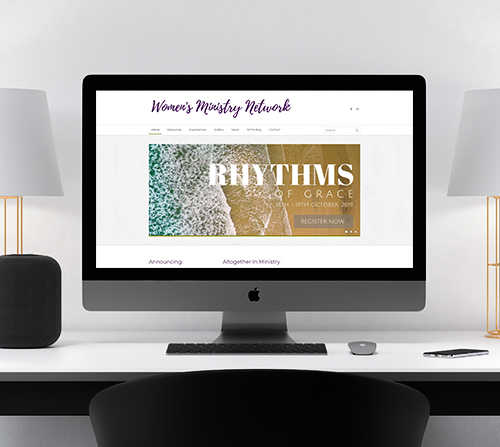 Women's Ministry Network
Home Resources Experiences Gallery News WMN Blog Contact
Search
RHYTHMS
OF GRACE
18TH - 19TH OCTOBER, 2019
REGISTER NOW
Announcing:
Altogether In Ministry